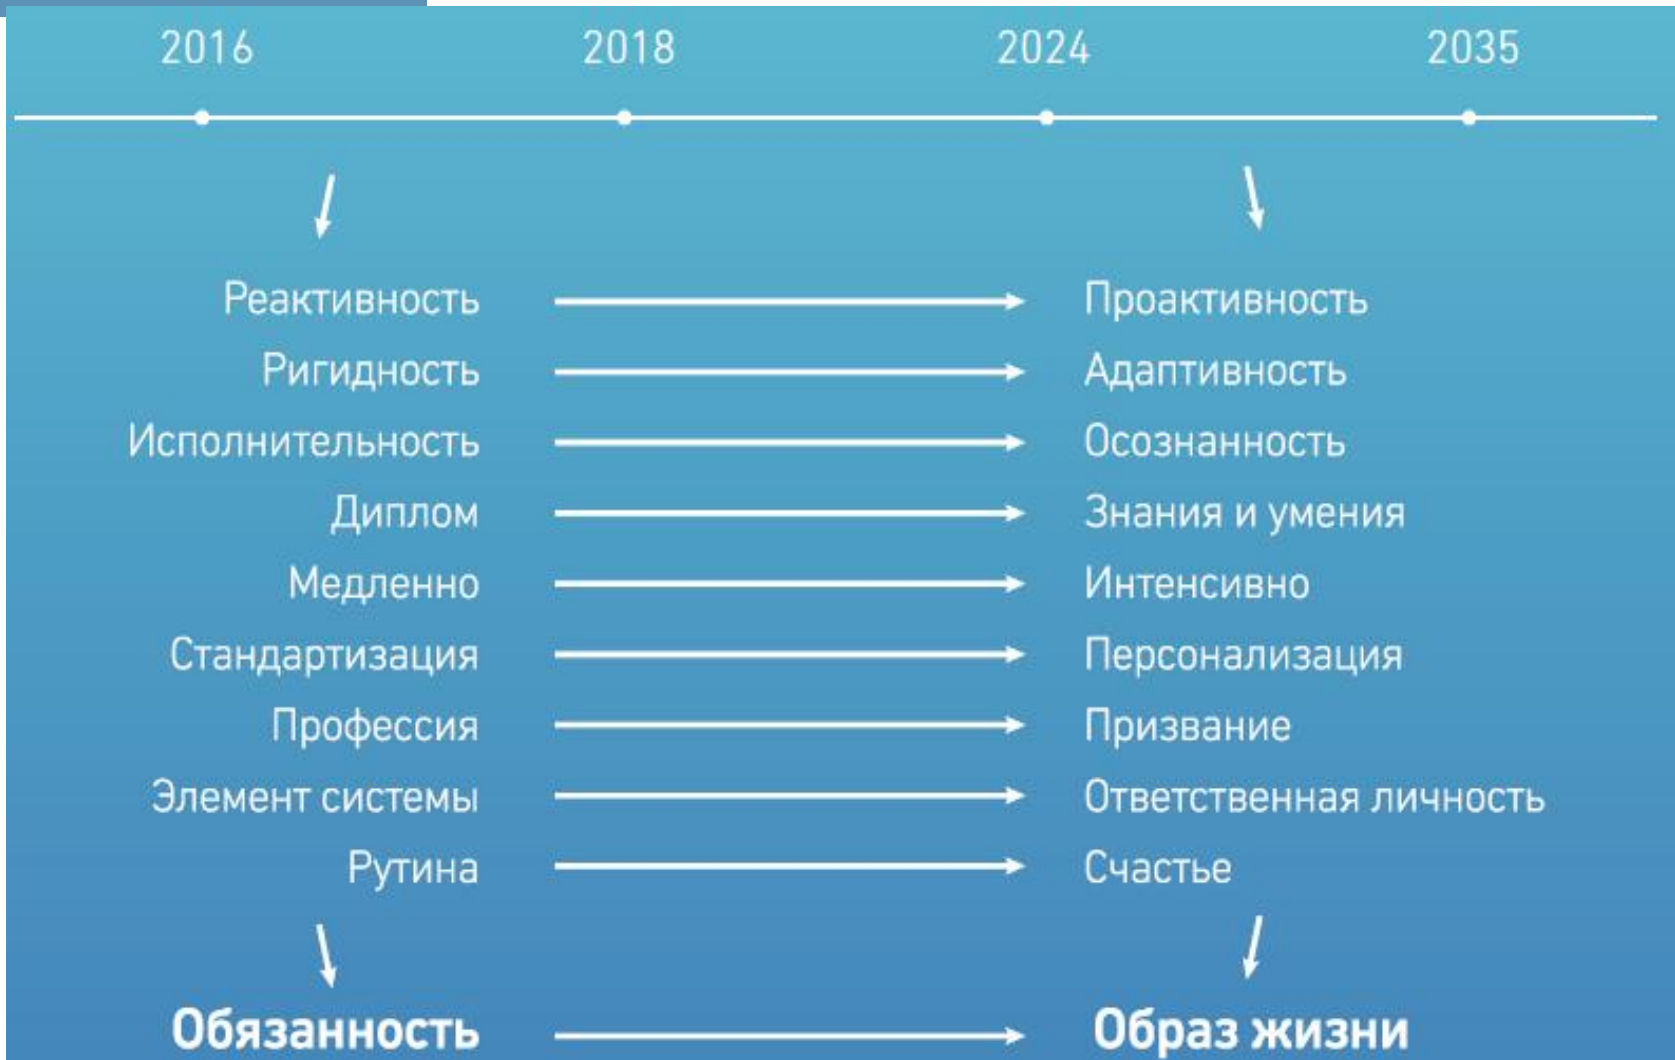 2016 2018 2024 2035
Реактивность Проактивность
Ригидность Адаптивность
Исполнительность Осознанность
Диплом Знания и умения
Медленно Интенсивно
Стандартизация Персонализация
Профессия Призвание
Элемент системы Ответственная личность
Рутина Счастье
Обязанность Образ жизни